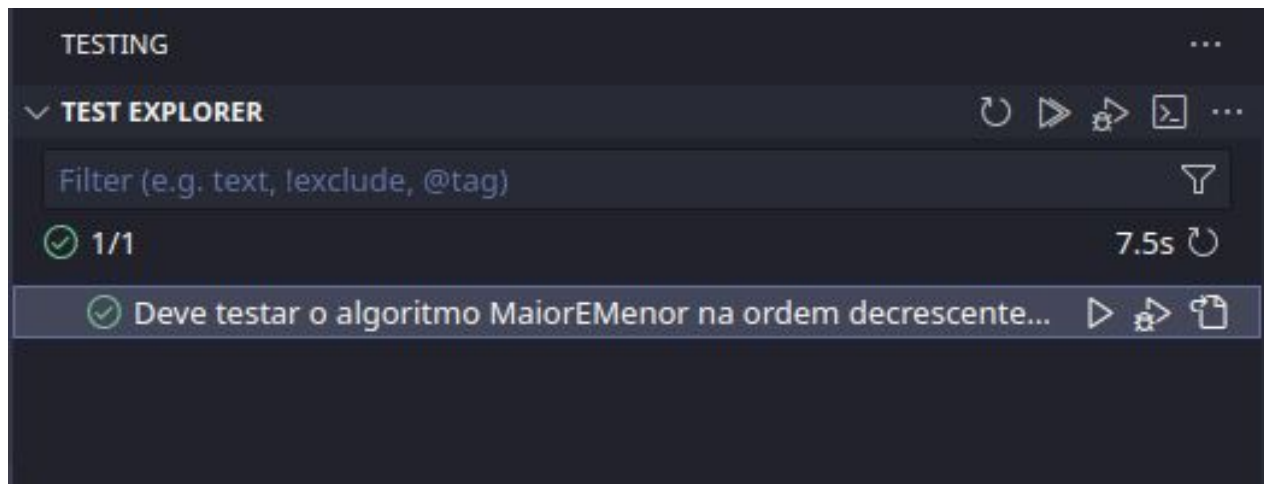 TESTING
TEST EXPLORER
Filter (e.g. text, !exclude, @tag)
1/1 7.5s
Deve testar o algoritmo MaiorEMenor na ordem decrescente...